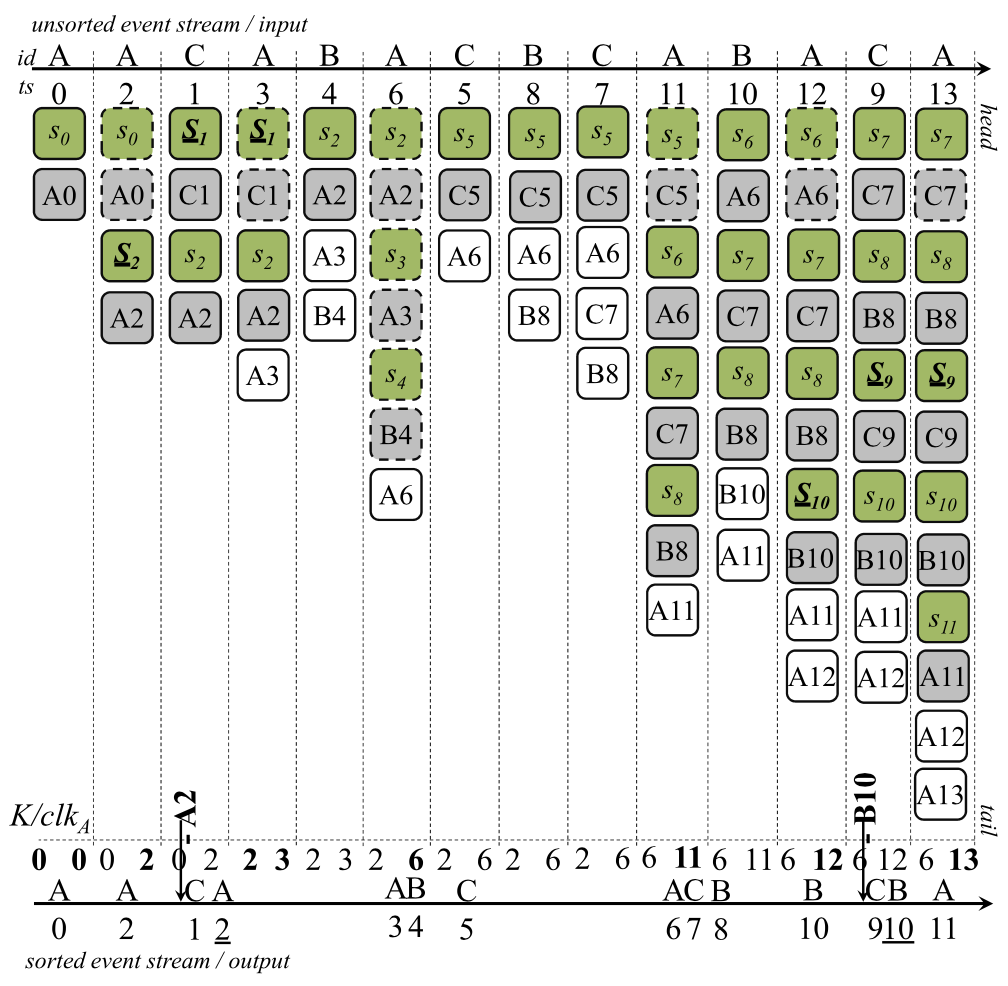 unsorted event stream / input
id A A C A B A C B C A B A C A
ts 0 2 1 3 4 6 5 8 7 11 10 12 9 13
head
s0 s0 S1 S1 s2 s2 s5 s5 s5 s5 s6 s6 s7 s7
A0 A0 C1 C1 A2 A2 C5 C5 C5 C5 A6 A6 C7 C7
S2 s2 s2 A3 s3 A6 A6 A6 s6 s7 s7 s8 s8
A2 A2 A2 B4 A3 B8 C7 A6 C7 C7 B8 B8
A3 s4 B8 s7 s8 s8 S9 S9
B4 C7 B8 B8 C9 C9
A6 s8 B10 S10 s10 s10
B8 A11 B10 B10 B10
A11 A11 A11 s11
A12 A12 A11
A12
A13
K/clkA -A2 -B10 tail
0 0 0 2 0 2 2 3 2 3 2 6 2 6 2 6 2 6 6 11 6 11 6 12 6 12 6 13
A A C A A B C A C B B C B A
0 2 1 2 3 4 5 6 7 8 10 9 10 11
sorted event stream / output